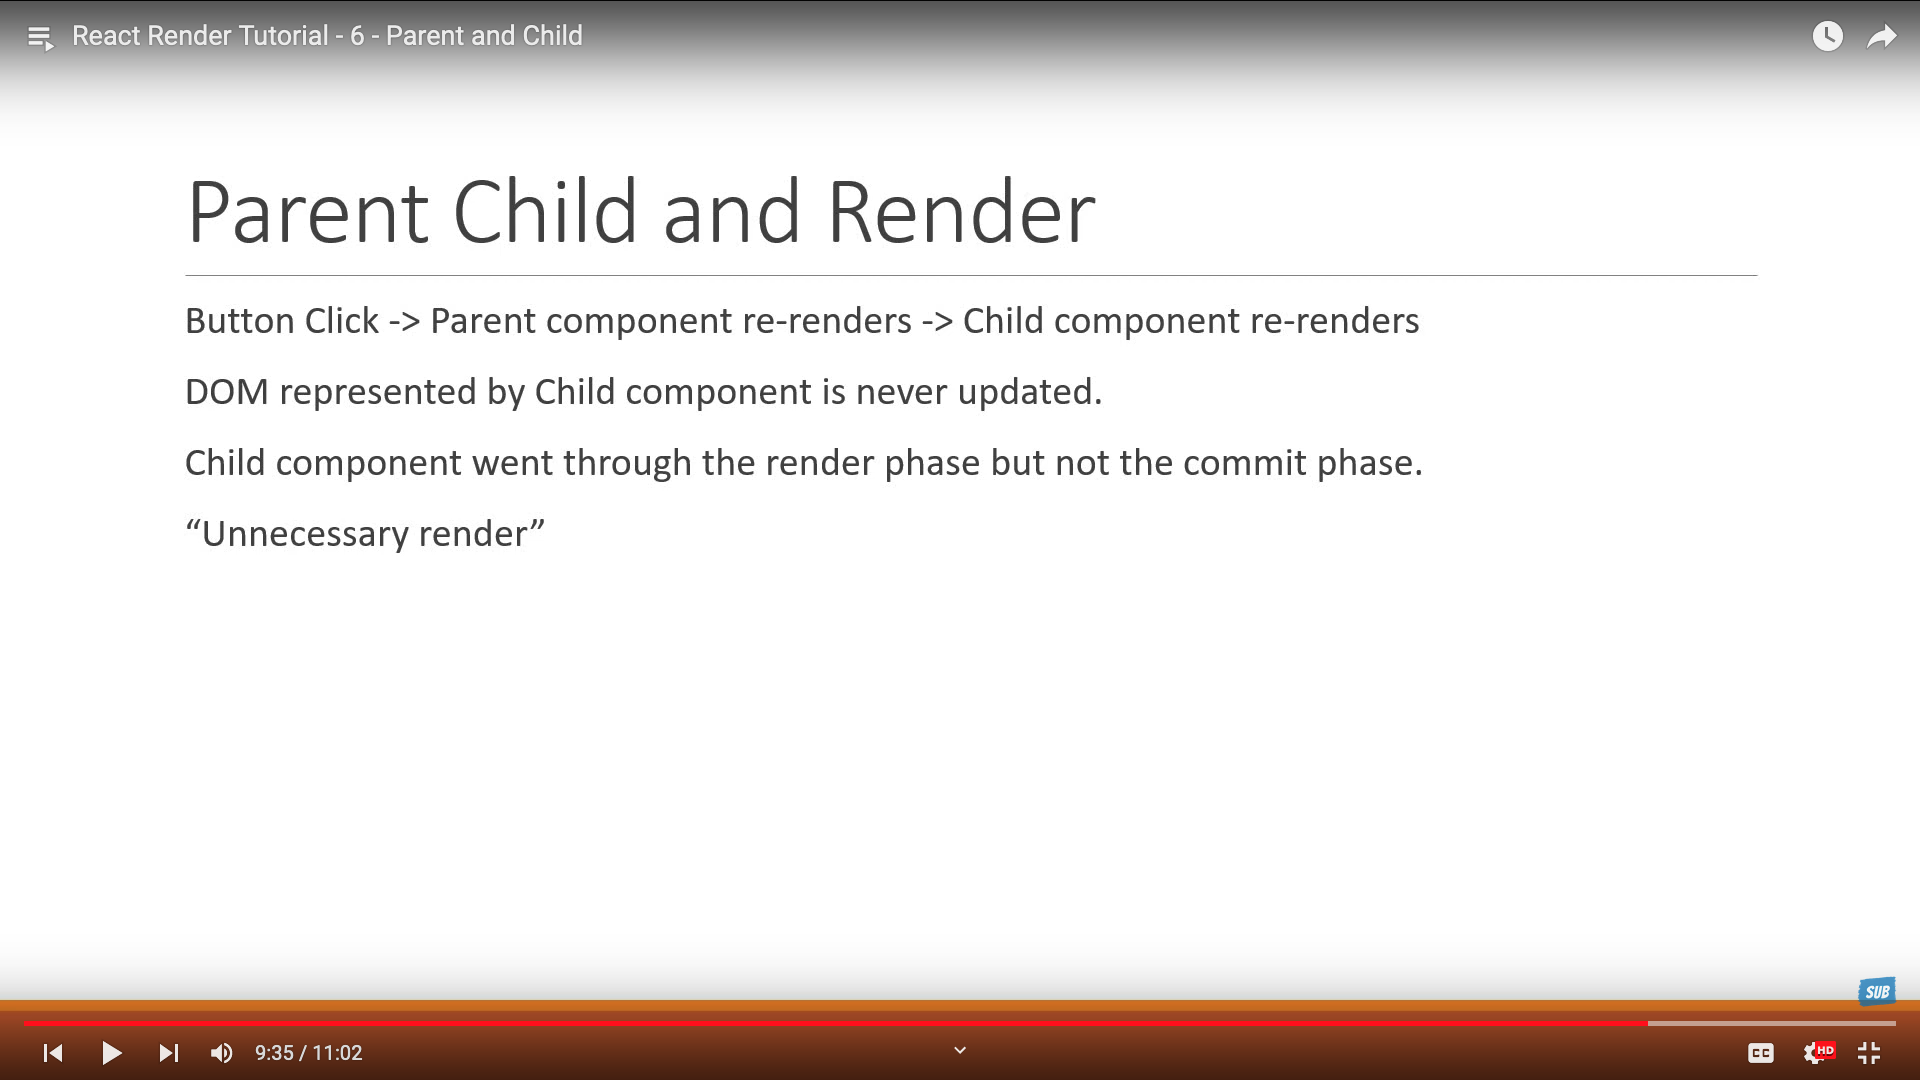 React Render Tutorial - 6 - Parent and Child
Parent Child and Render
Button Click -> Parent component re-renders -> Child component re-renders
DOM represented by Child component is never updated.
Child component went through the render phase but not the commit phase.
“Unnecessary render”
SUB
9:35 / 11:02
CC
HD